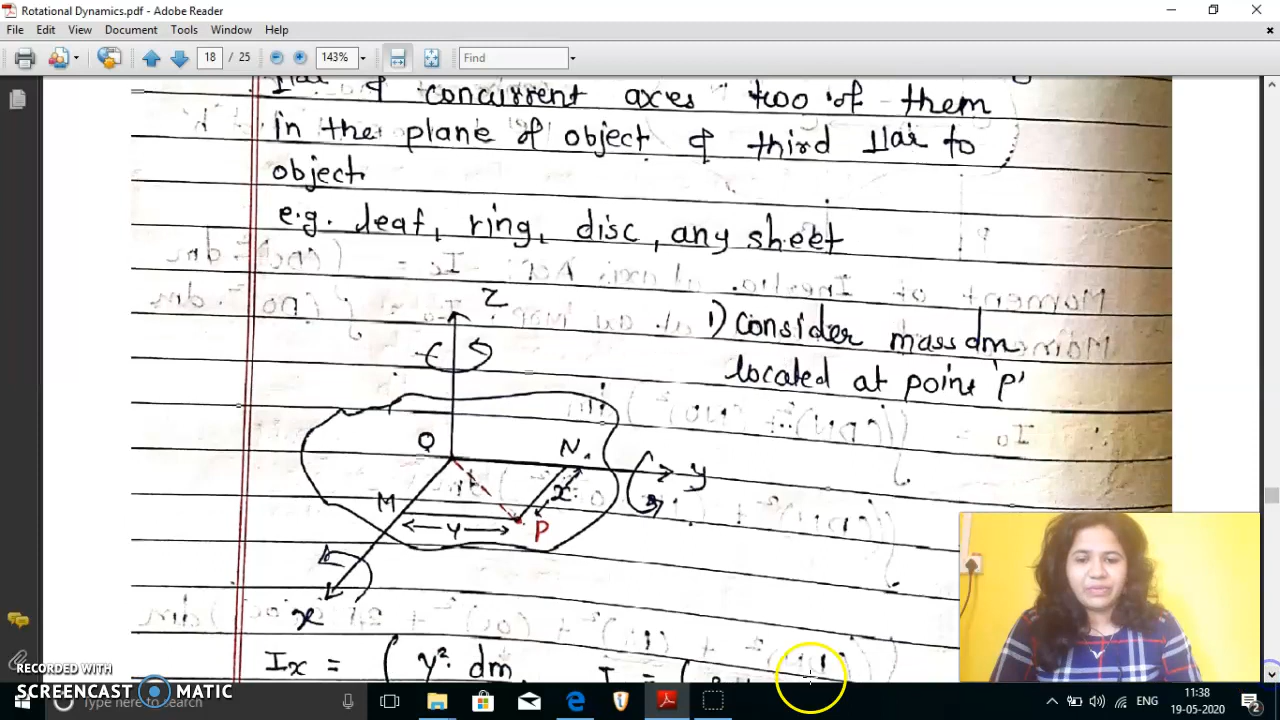 Rotational Dynamics.pdf - Adobe Reader
File Edit View Document Tools Window Help
18 / 25 143% Find
& concurrent axes two of them
in the plane of object & third ⊥lar to
object
e.g. leaf, ring, disc, any sheet
Z
1) Consider mass dm
located at point 'P'
O
N
y
x
M
y
P
x
Ix = ∫ y² dm
RECORDED WITH
SCREENCAST MATIC
Type here to search
ENG
11:38
19-05-2020
2